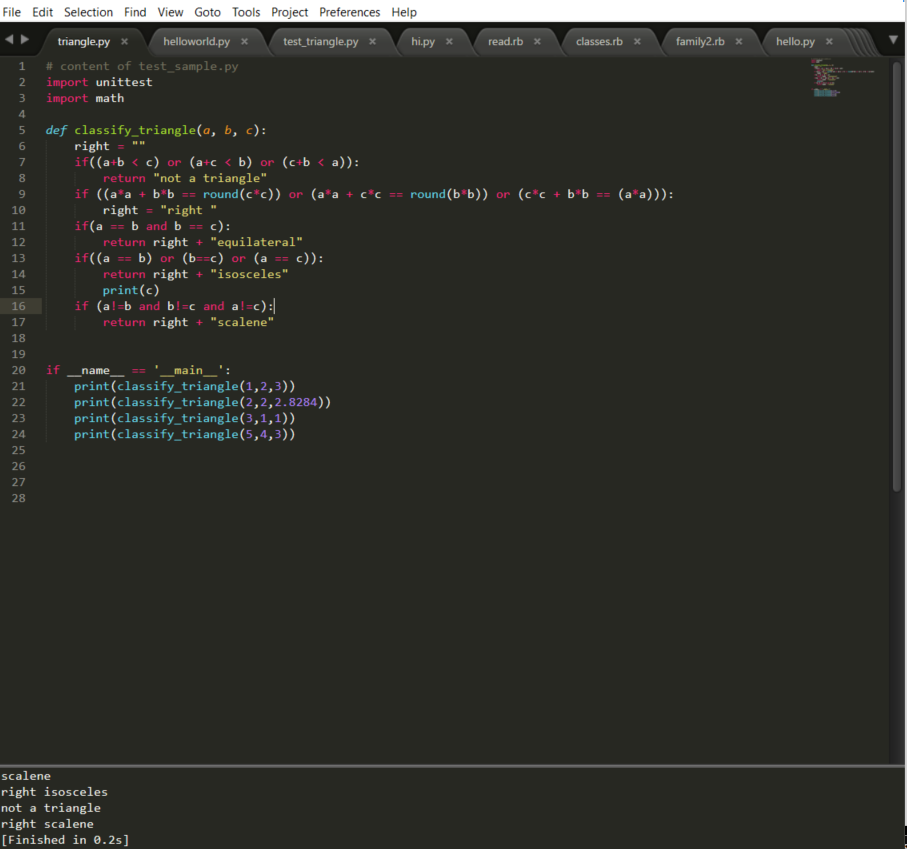 File Edit Selection Find View Goto Tools Project Preferences Help
triangle.py × helloworld.py × test_triangle.py × hi.py × read.rb × classes.rb × family2.rb × hello.py ×
1 # content of test_sample.py
2 import unittest
3 import math
4
5 def classify_triangle(a, b, c):
6     right = ""
7     if((a+b < c) or (a+c < b) or (c+b < a)):
8         return "not a triangle"
9     if ((a*a + b*b == round(c*c)) or (a*a + c*c == round(b*b)) or (c*c + b*b == (a*a))):
10         right = "right "
11     if(a == b and b == c):
12         return right + "equilateral"
13     if((a == b) or (b==c) or (a == c)):
14         return right + "isosceles"
15         print(c)
16     if (a!=b and b!=c and a!=c):
17         return right + "scalene"
18
19
20 if __name__ == '__main__':
21     print(classify_triangle(1,2,3))
22     print(classify_triangle(2,2,2.8284))
23     print(classify_triangle(3,1,1))
24     print(classify_triangle(5,4,3))
25
26
27
28
scalene
right isosceles
not a triangle
right scalene
[Finished in 0.2s]